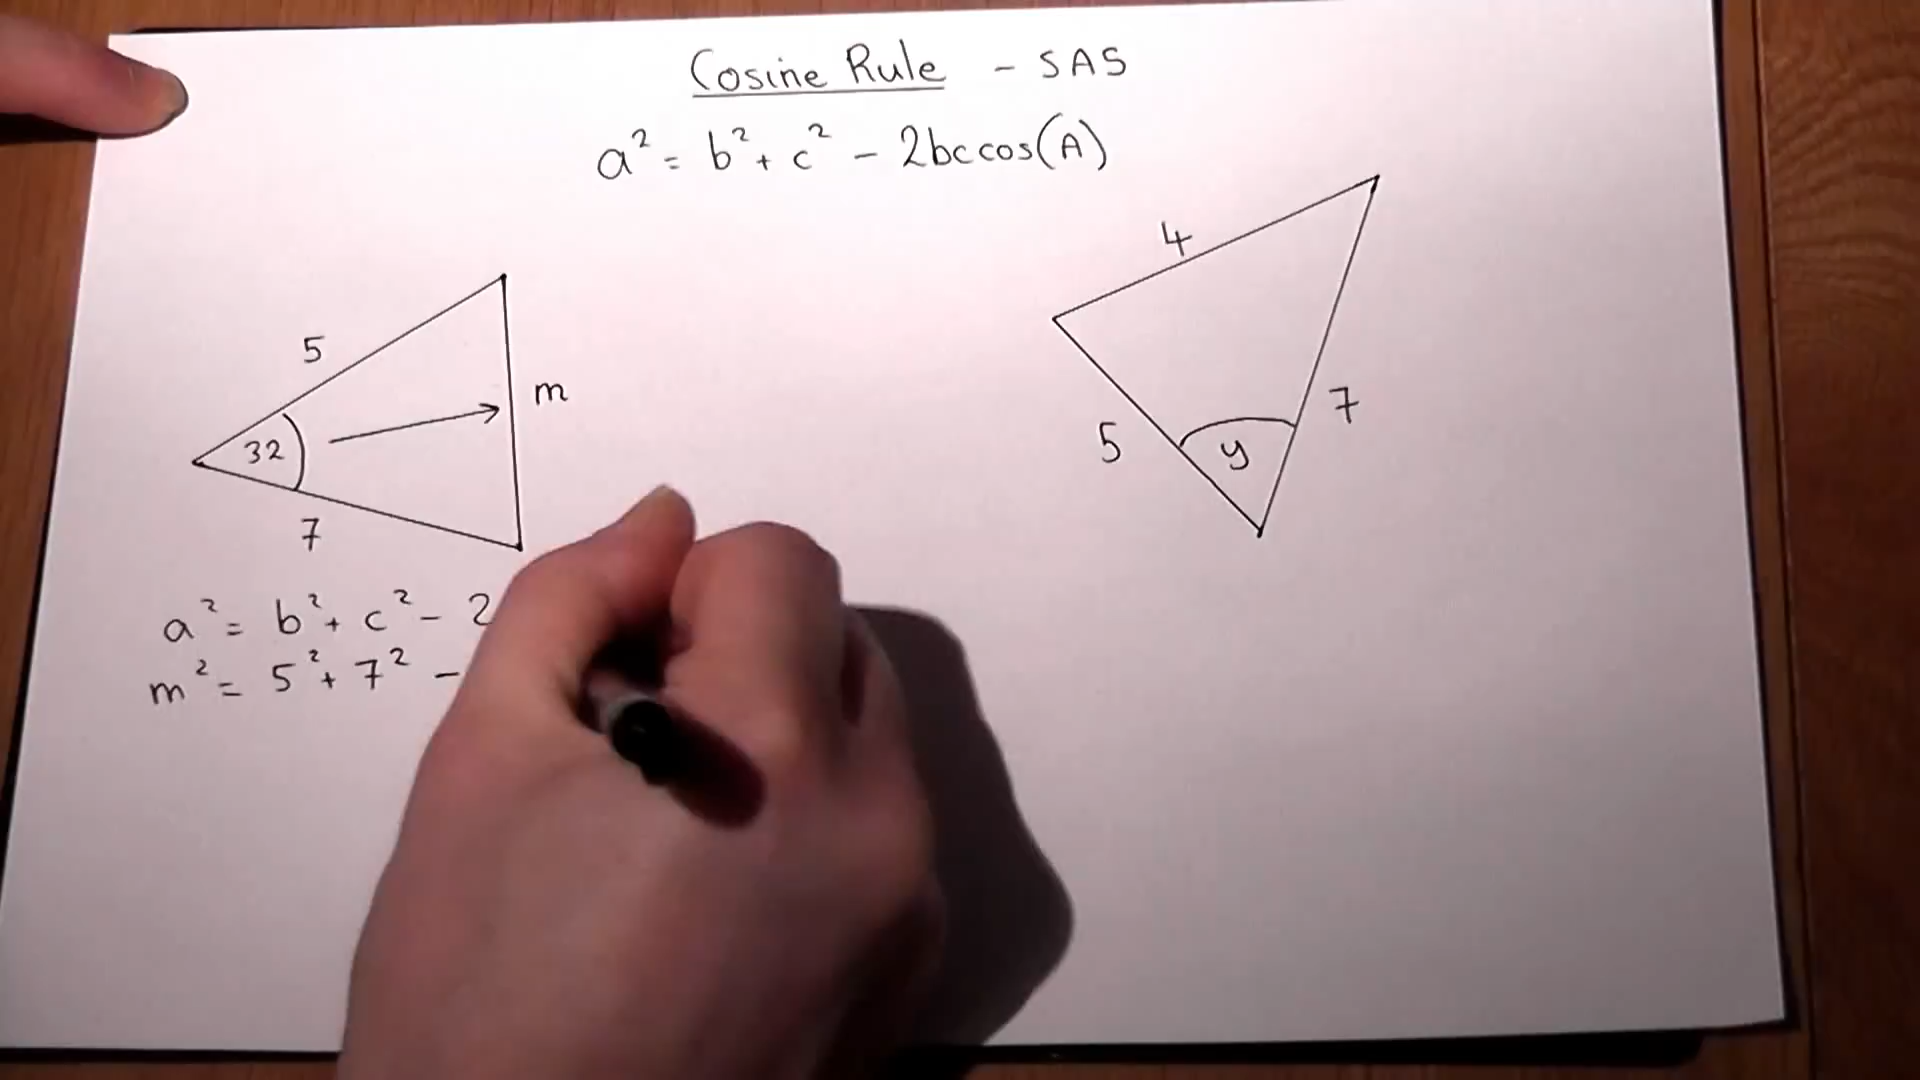 Cosine Rule - SAS
a² = b² + c² - 2bccos(A)
4
5
m
32
7
5
y
7
a² = b² + c² - 2
m² = 5² + 7² -